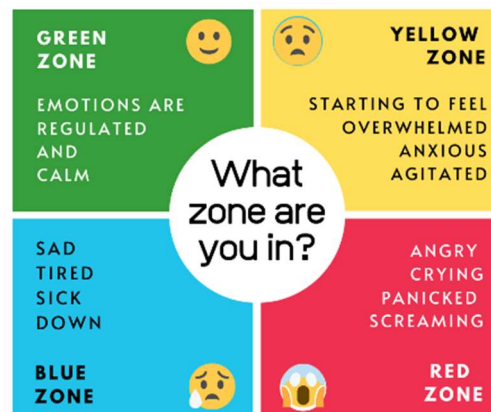 GREEN
ZONE
EMOTIONS ARE
REGULATED
AND
CALM
YELLOW
ZONE
STARTING TO FEEL
OVERWHELMED
ANXIOUS
AGITATED
What
zone are
you in?
SAD
TIRED
SICK
DOWN
BLUE
ZONE
ANGRY
CRYING
PANICKED
SCREAMING
RED
ZONE